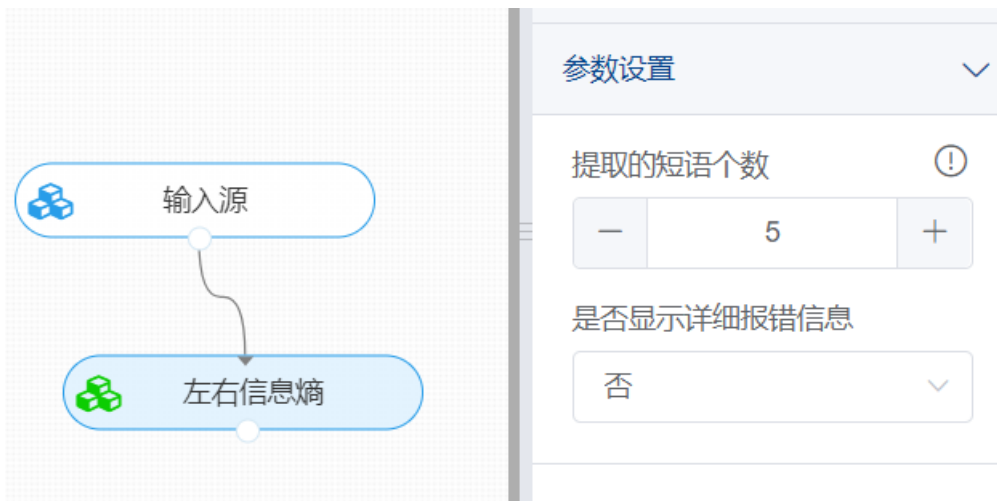 输入源
左右信息熵
参数设置
提取的短语个数
5
是否显示详细报错信息
否